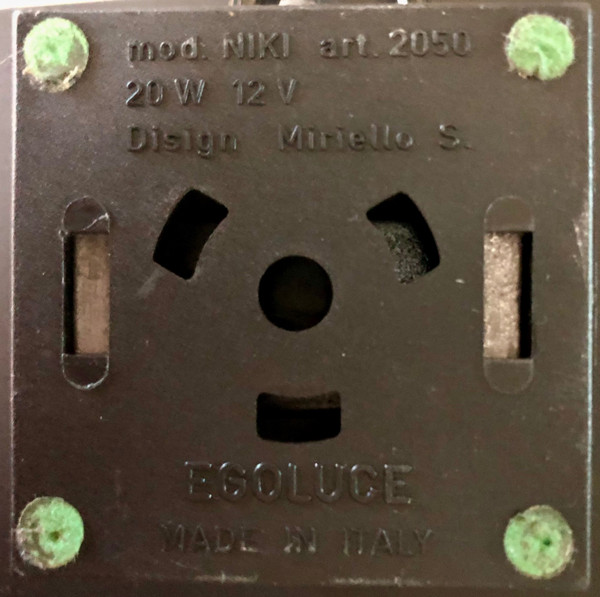 mod: NIKI art. 2050
20 W 12 V
Disign Miriello S.
EGOLUCE
MADE IN ITALY